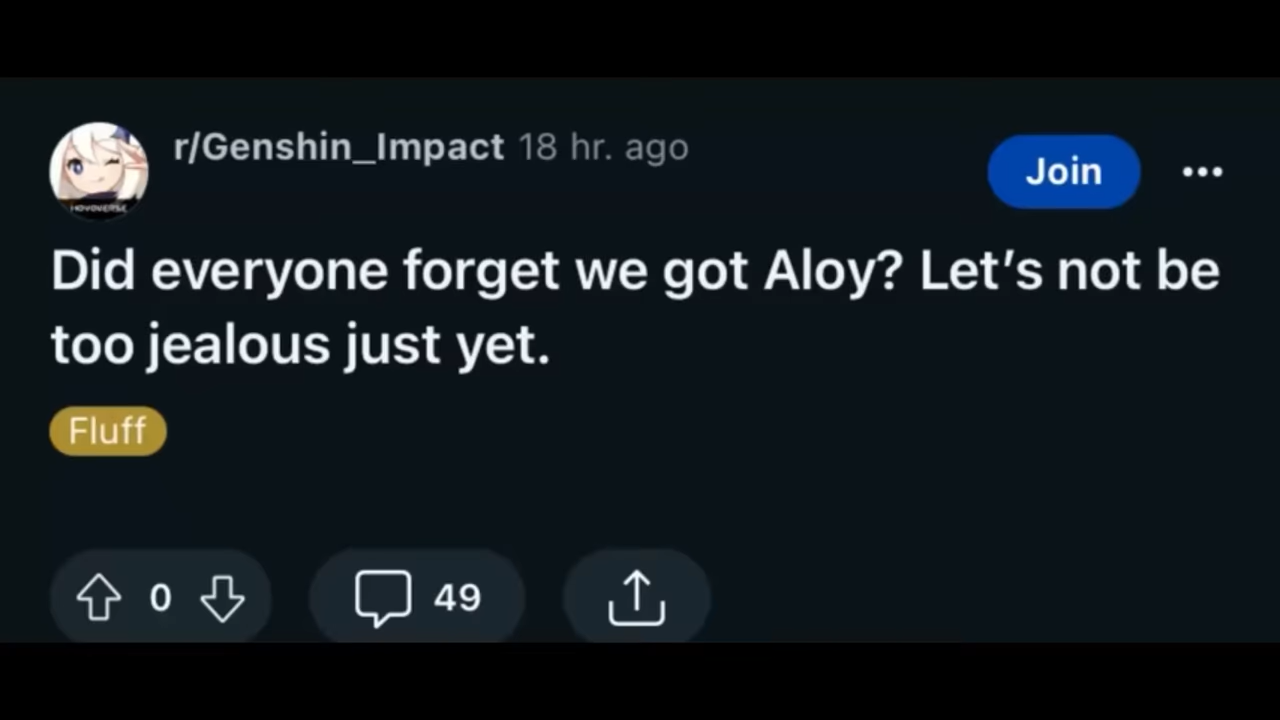 r/Genshin_Impact 18 hr. ago
Join
HOYOVERSE
Did everyone forget we got Aloy? Let’s not be
too jealous just yet.
Fluff
0
49